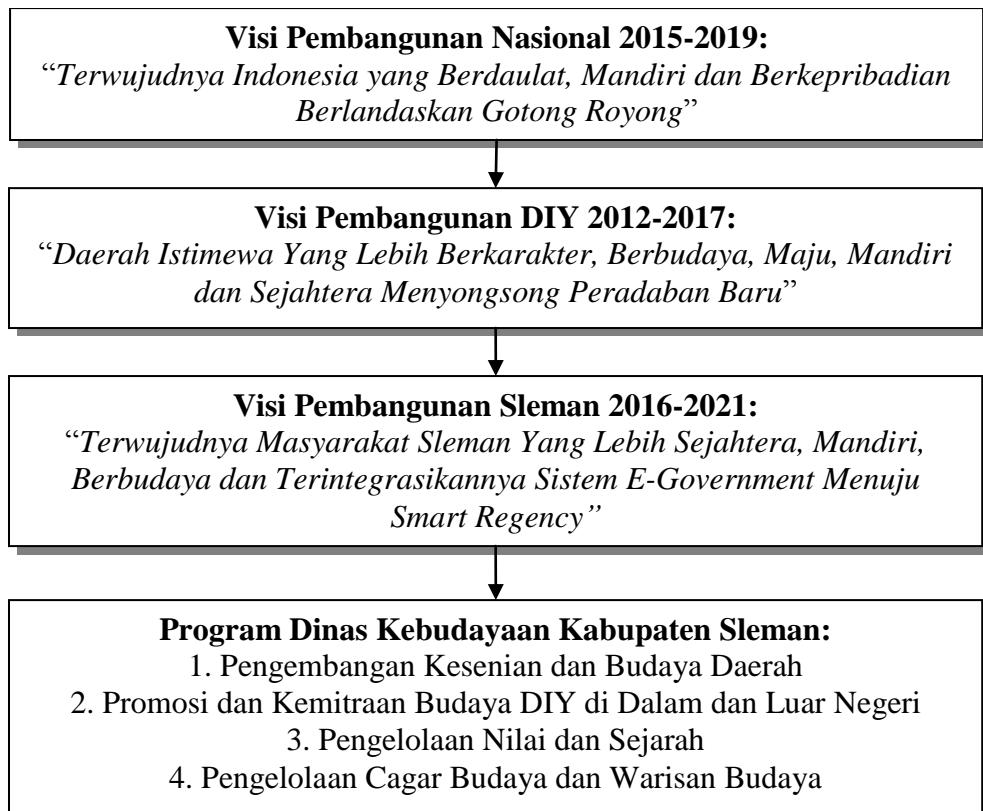 Visi Pembangunan Nasional 2015-2019:
“Terwujudnya Indonesia yang Berdaulat, Mandiri dan Berkepribadian
Berlandaskan Gotong Royong”
Visi Pembangunan DIY 2012-2017:
“Daerah Istimewa Yang Lebih Berkarakter, Berbudaya, Maju, Mandiri
dan Sejahtera Menyongsong Peradaban Baru”
Visi Pembangunan Sleman 2016-2021:
“Terwujudnya Masyarakat Sleman Yang Lebih Sejahtera, Mandiri,
Berbudaya dan Terintegrasikannya Sistem E-Government Menuju
Smart Regency”
Program Dinas Kebudayaan Kabupaten Sleman:
1. Pengembangan Kesenian dan Budaya Daerah
2. Promosi dan Kemitraan Budaya DIY di Dalam dan Luar Negeri
3. Pengelolaan Nilai dan Sejarah
4. Pengelolaan Cagar Budaya dan Warisan Budaya